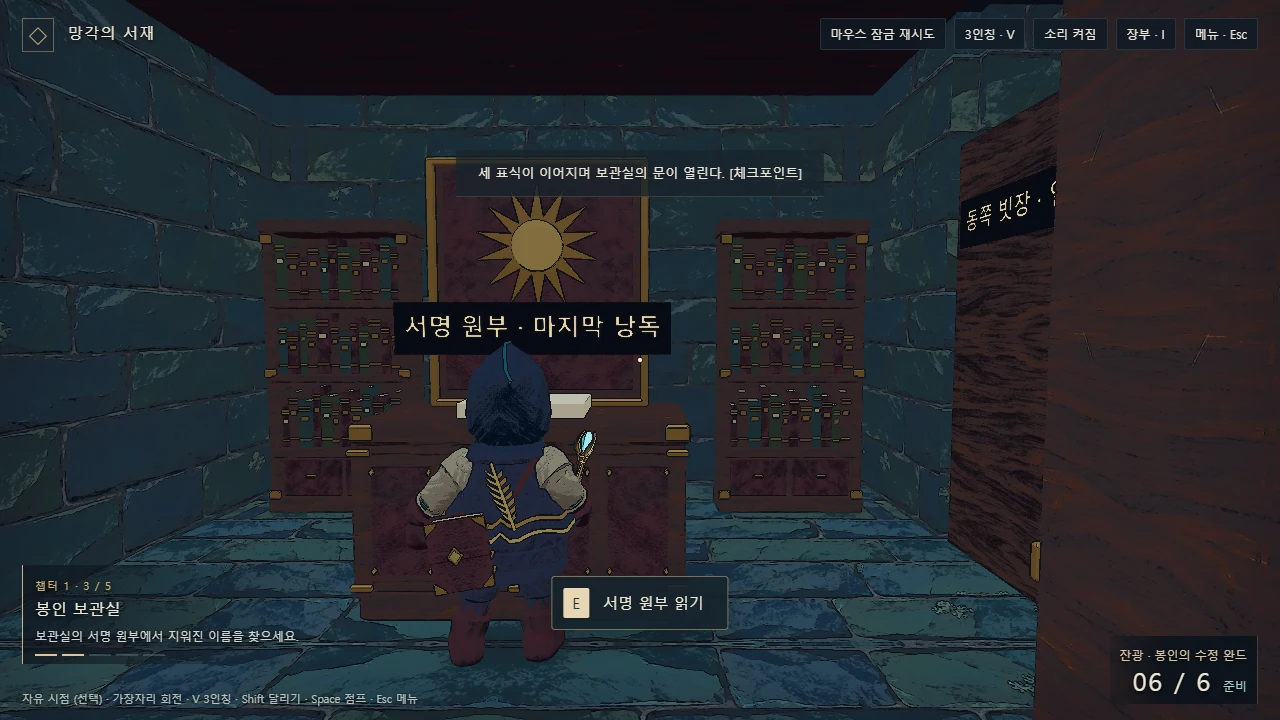 망각의 서재
마우스 잠금 재시도
3인칭 · V
소리 켜짐
장부 · I
메뉴 · Esc
세 표식이 이어지며 보관실의 문이 열린다. [체크포인트]
동쪽 빗장 ·
서명 원부 · 마지막 낭독
E 서명 원부 읽기
챕터 1 · 3 / 5
봉인 보관실
보관실의 서명 원부에서 지워진 이름을 찾으세요.
잔광 · 봉인의 수정 완드
06 / 6 준비
자유 시점 (선택) · 가장자리 회전 · V 3인칭 · Shift 달리기 · Space 점프 · Esc 메뉴